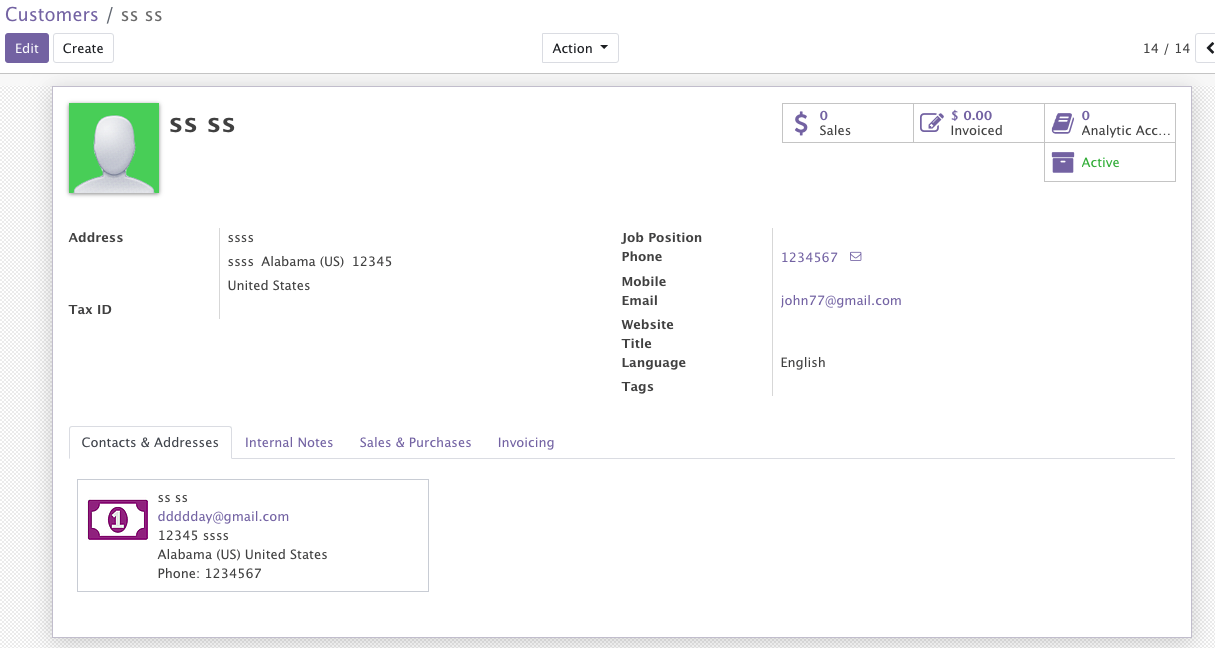 Customers / ss ss
Edit Create Action 14 / 14
ss ss
0
Sales
$ 0.00
Invoiced
0
Analytic Acc...
Active
Address ssss
ssss Alabama (US) 12345
United States
Tax ID
Job Position
Phone 1234567
Mobile
Email john77@gmail.com
Website
Title
Language English
Tags
Contacts & Addresses Internal Notes Sales & Purchases Invoicing
1
ss ss
ddddday@gmail.com
12345 ssss
Alabama (US) United States
Phone: 1234567